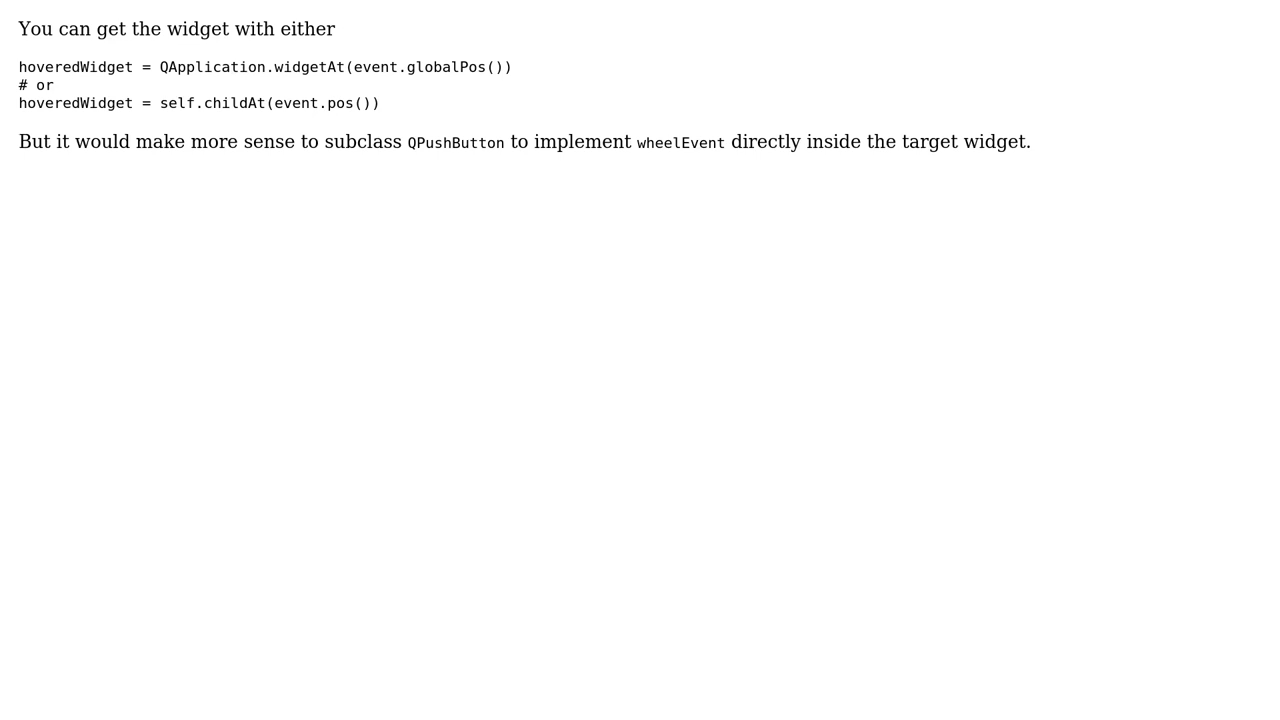 You can get the widget with either
hoveredWidget = QApplication.widgetAt(event.globalPos())
# or
hoveredWidget = self.childAt(event.pos())
But it would make more sense to subclass QPushButton to implement wheelEvent directly inside the target widget.